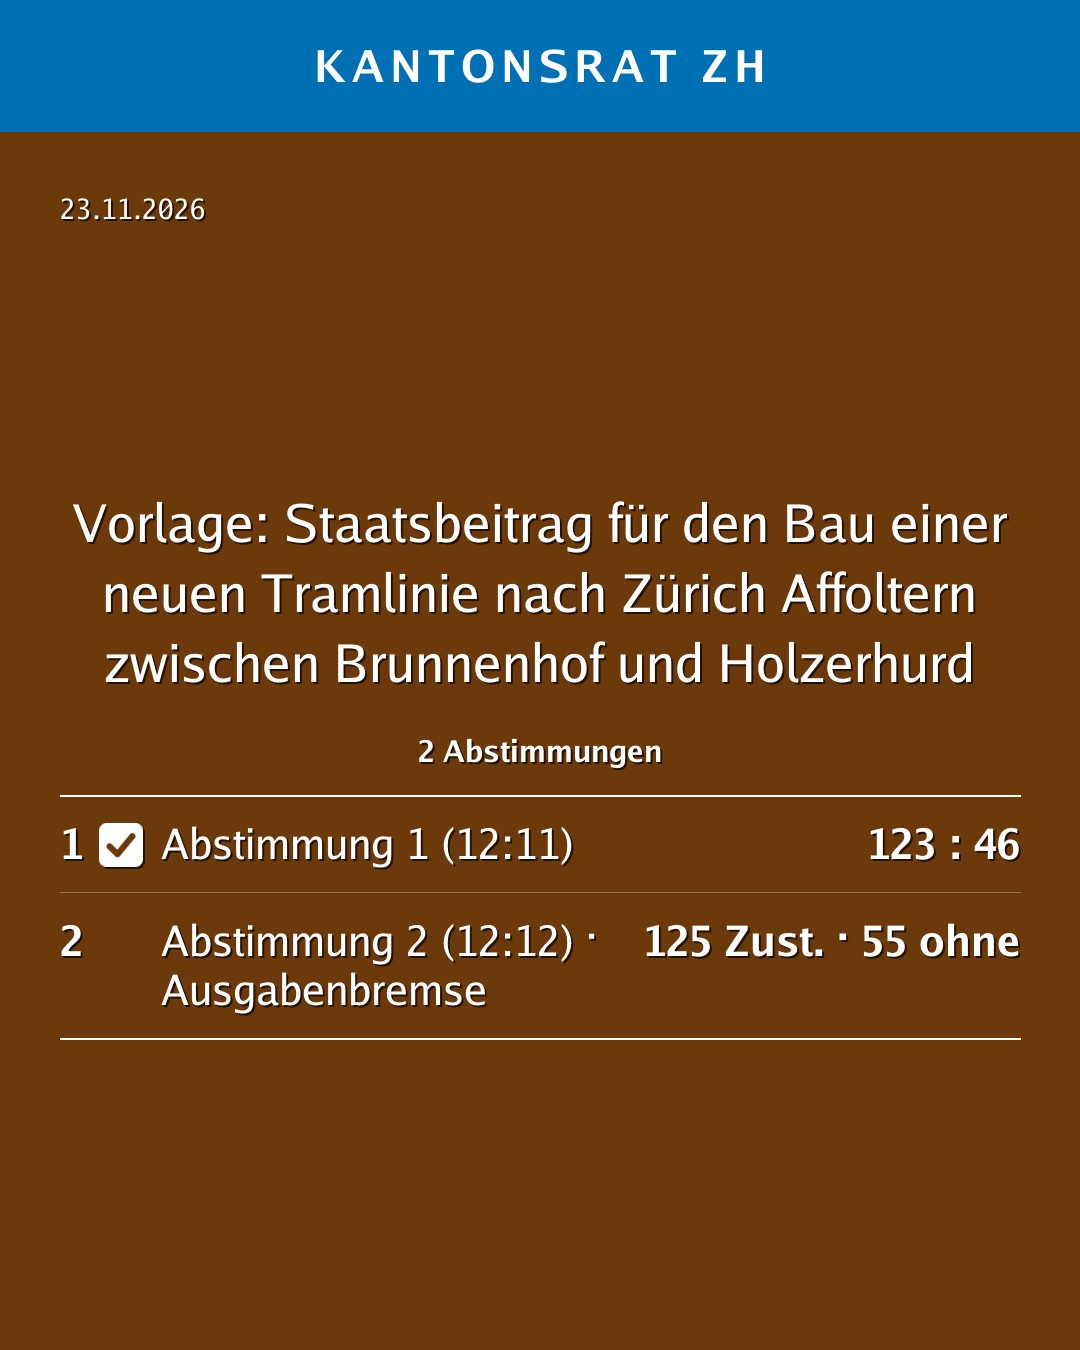 KANTONSRAT ZH
23.11.2026
Vorlage: Staatsbeitrag für den Bau einer
neuen Tramlinie nach Zürich Affoltern
zwischen Brunnenhof und Holzerhurd
2 Abstimmungen
1 Abstimmung 1 (12:11) 123 : 46
2 Abstimmung 2 (12:12) · 125 Zust. · 55 ohne
Ausgabenbremse